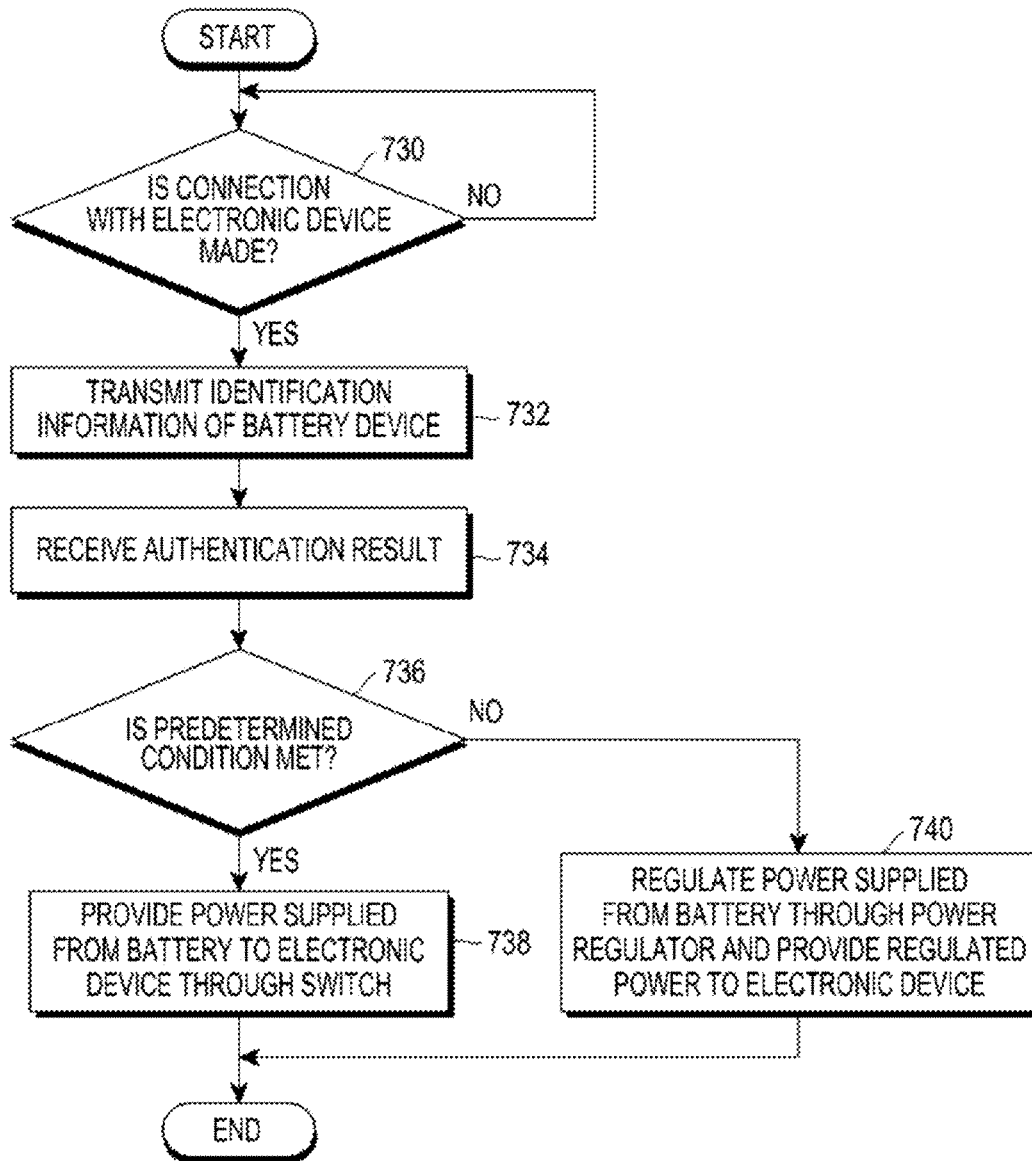 START
730
IS CONNECTION
WITH ELECTRONIC DEVICE
MADE?
NO
YES
TRANSMIT IDENTIFICATION
INFORMATION OF BATTERY DEVICE
732
RECEIVE AUTHENTICATION RESULT
734
736
IS PREDETERMINED
CONDITION MET?
NO
YES
PROVIDE POWER SUPPLIED
FROM BATTERY TO ELECTRONIC
DEVICE THROUGH SWITCH
738
740
REGULATE POWER SUPPLIED
FROM BATTERY THROUGH POWER
REGULATOR AND PROVIDE REGULATED
POWER TO ELECTRONIC DEVICE
END